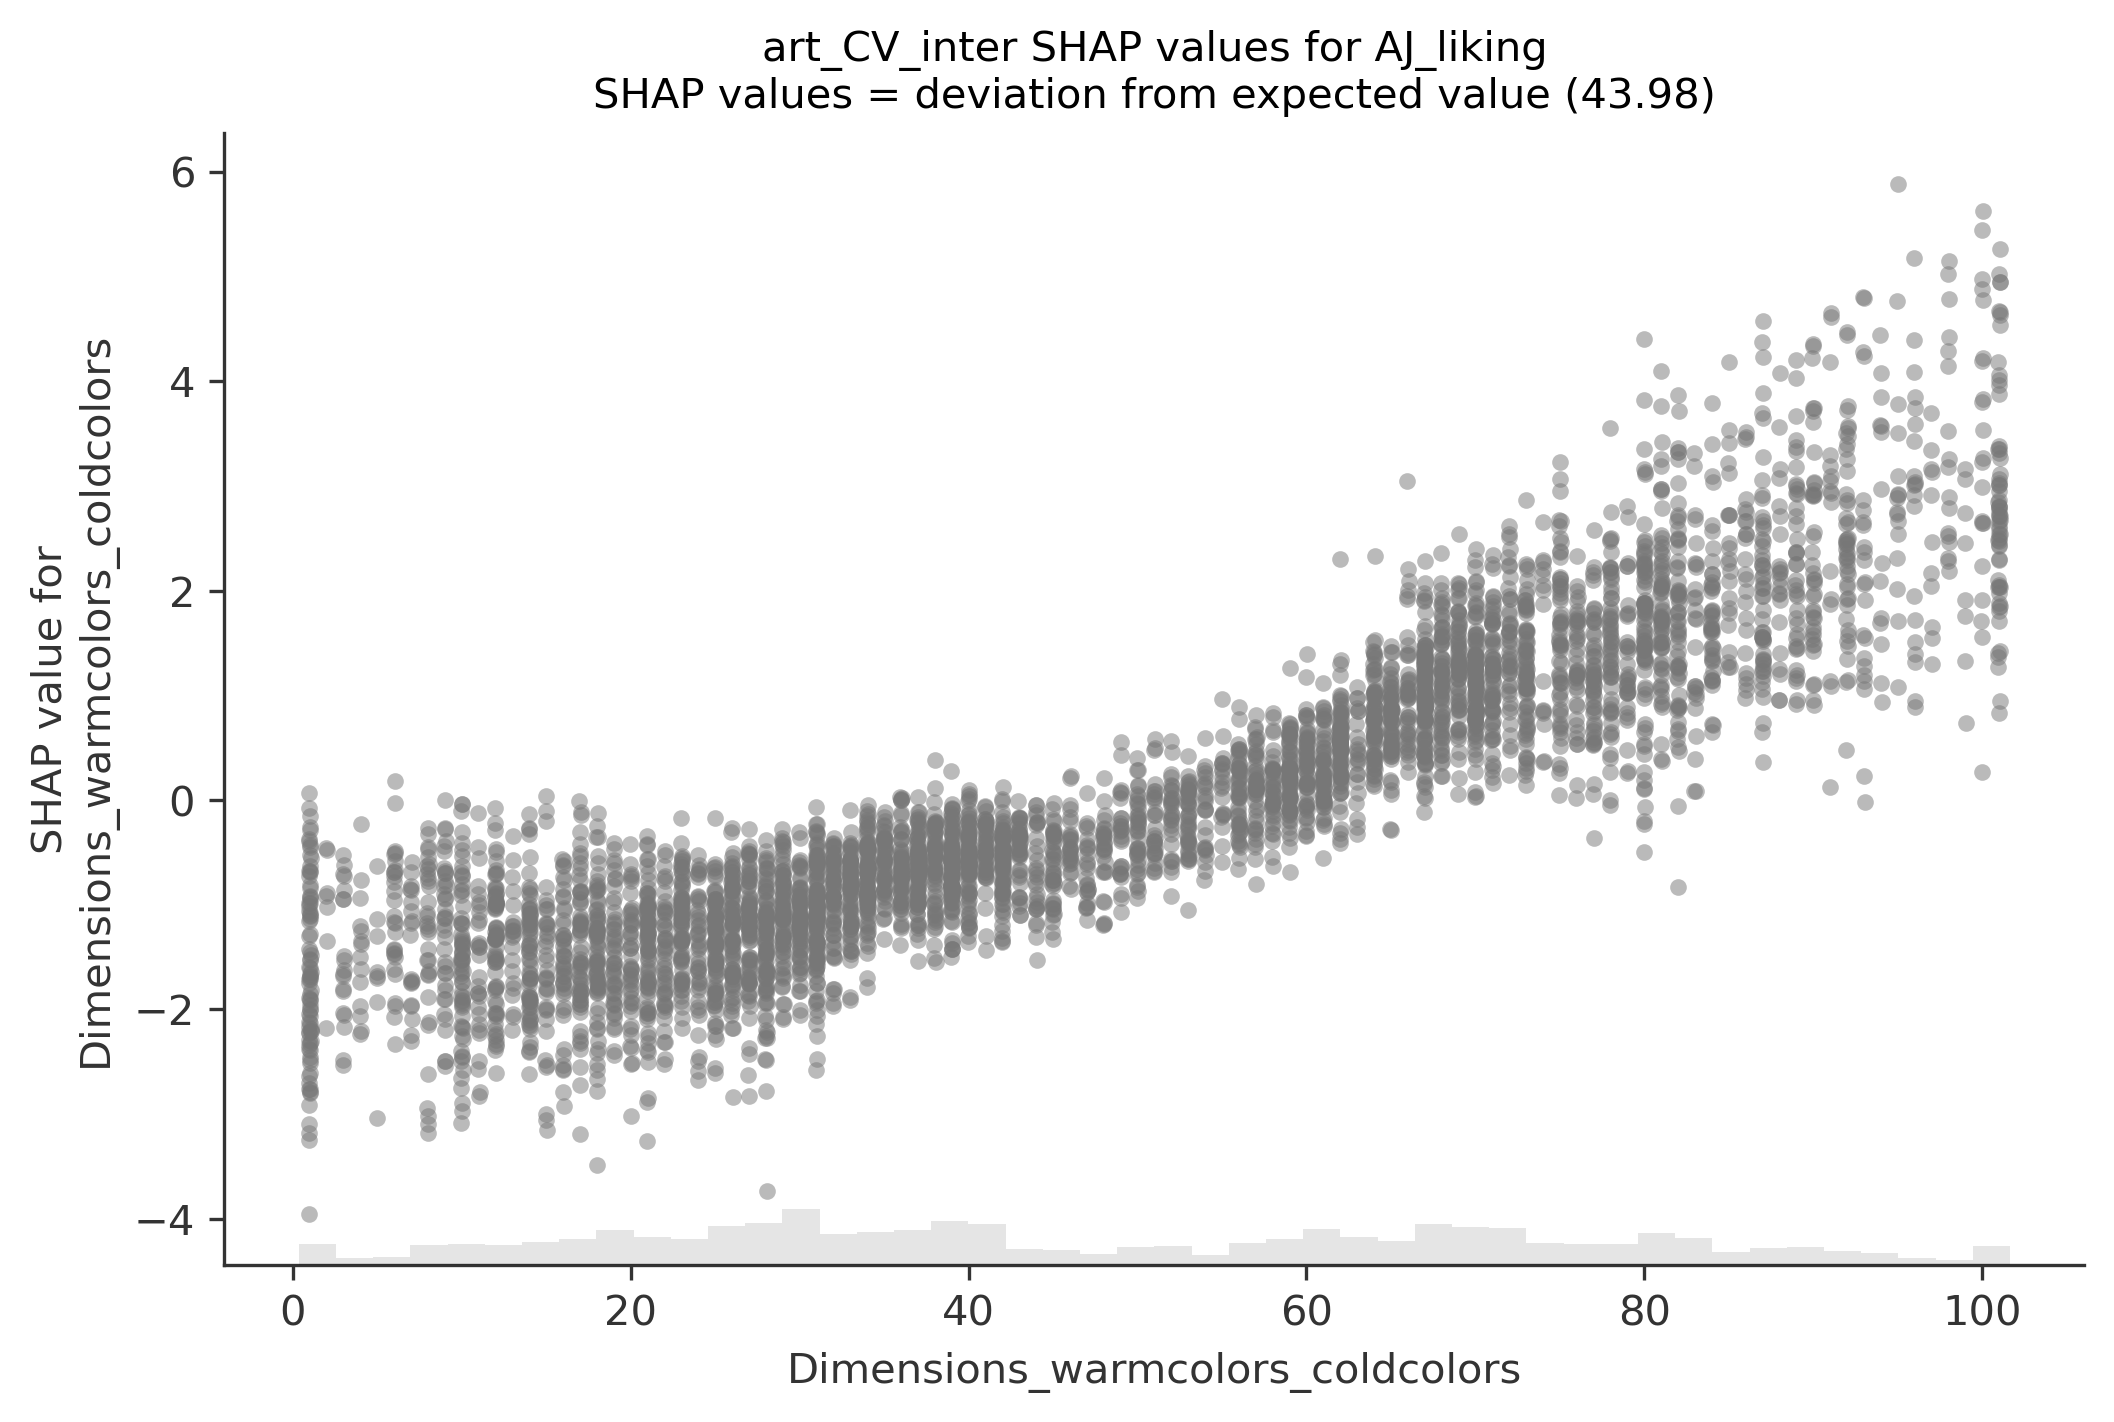 art_CV_inter SHAP values for AJ_liking
SHAP values = deviation from expected value (43.98)
SHAP value for
Dimensions_warmcolors_coldcolors
6
4
2
0
−2
−4
0
20
40
60
80
100
Dimensions_warmcolors_coldcolors